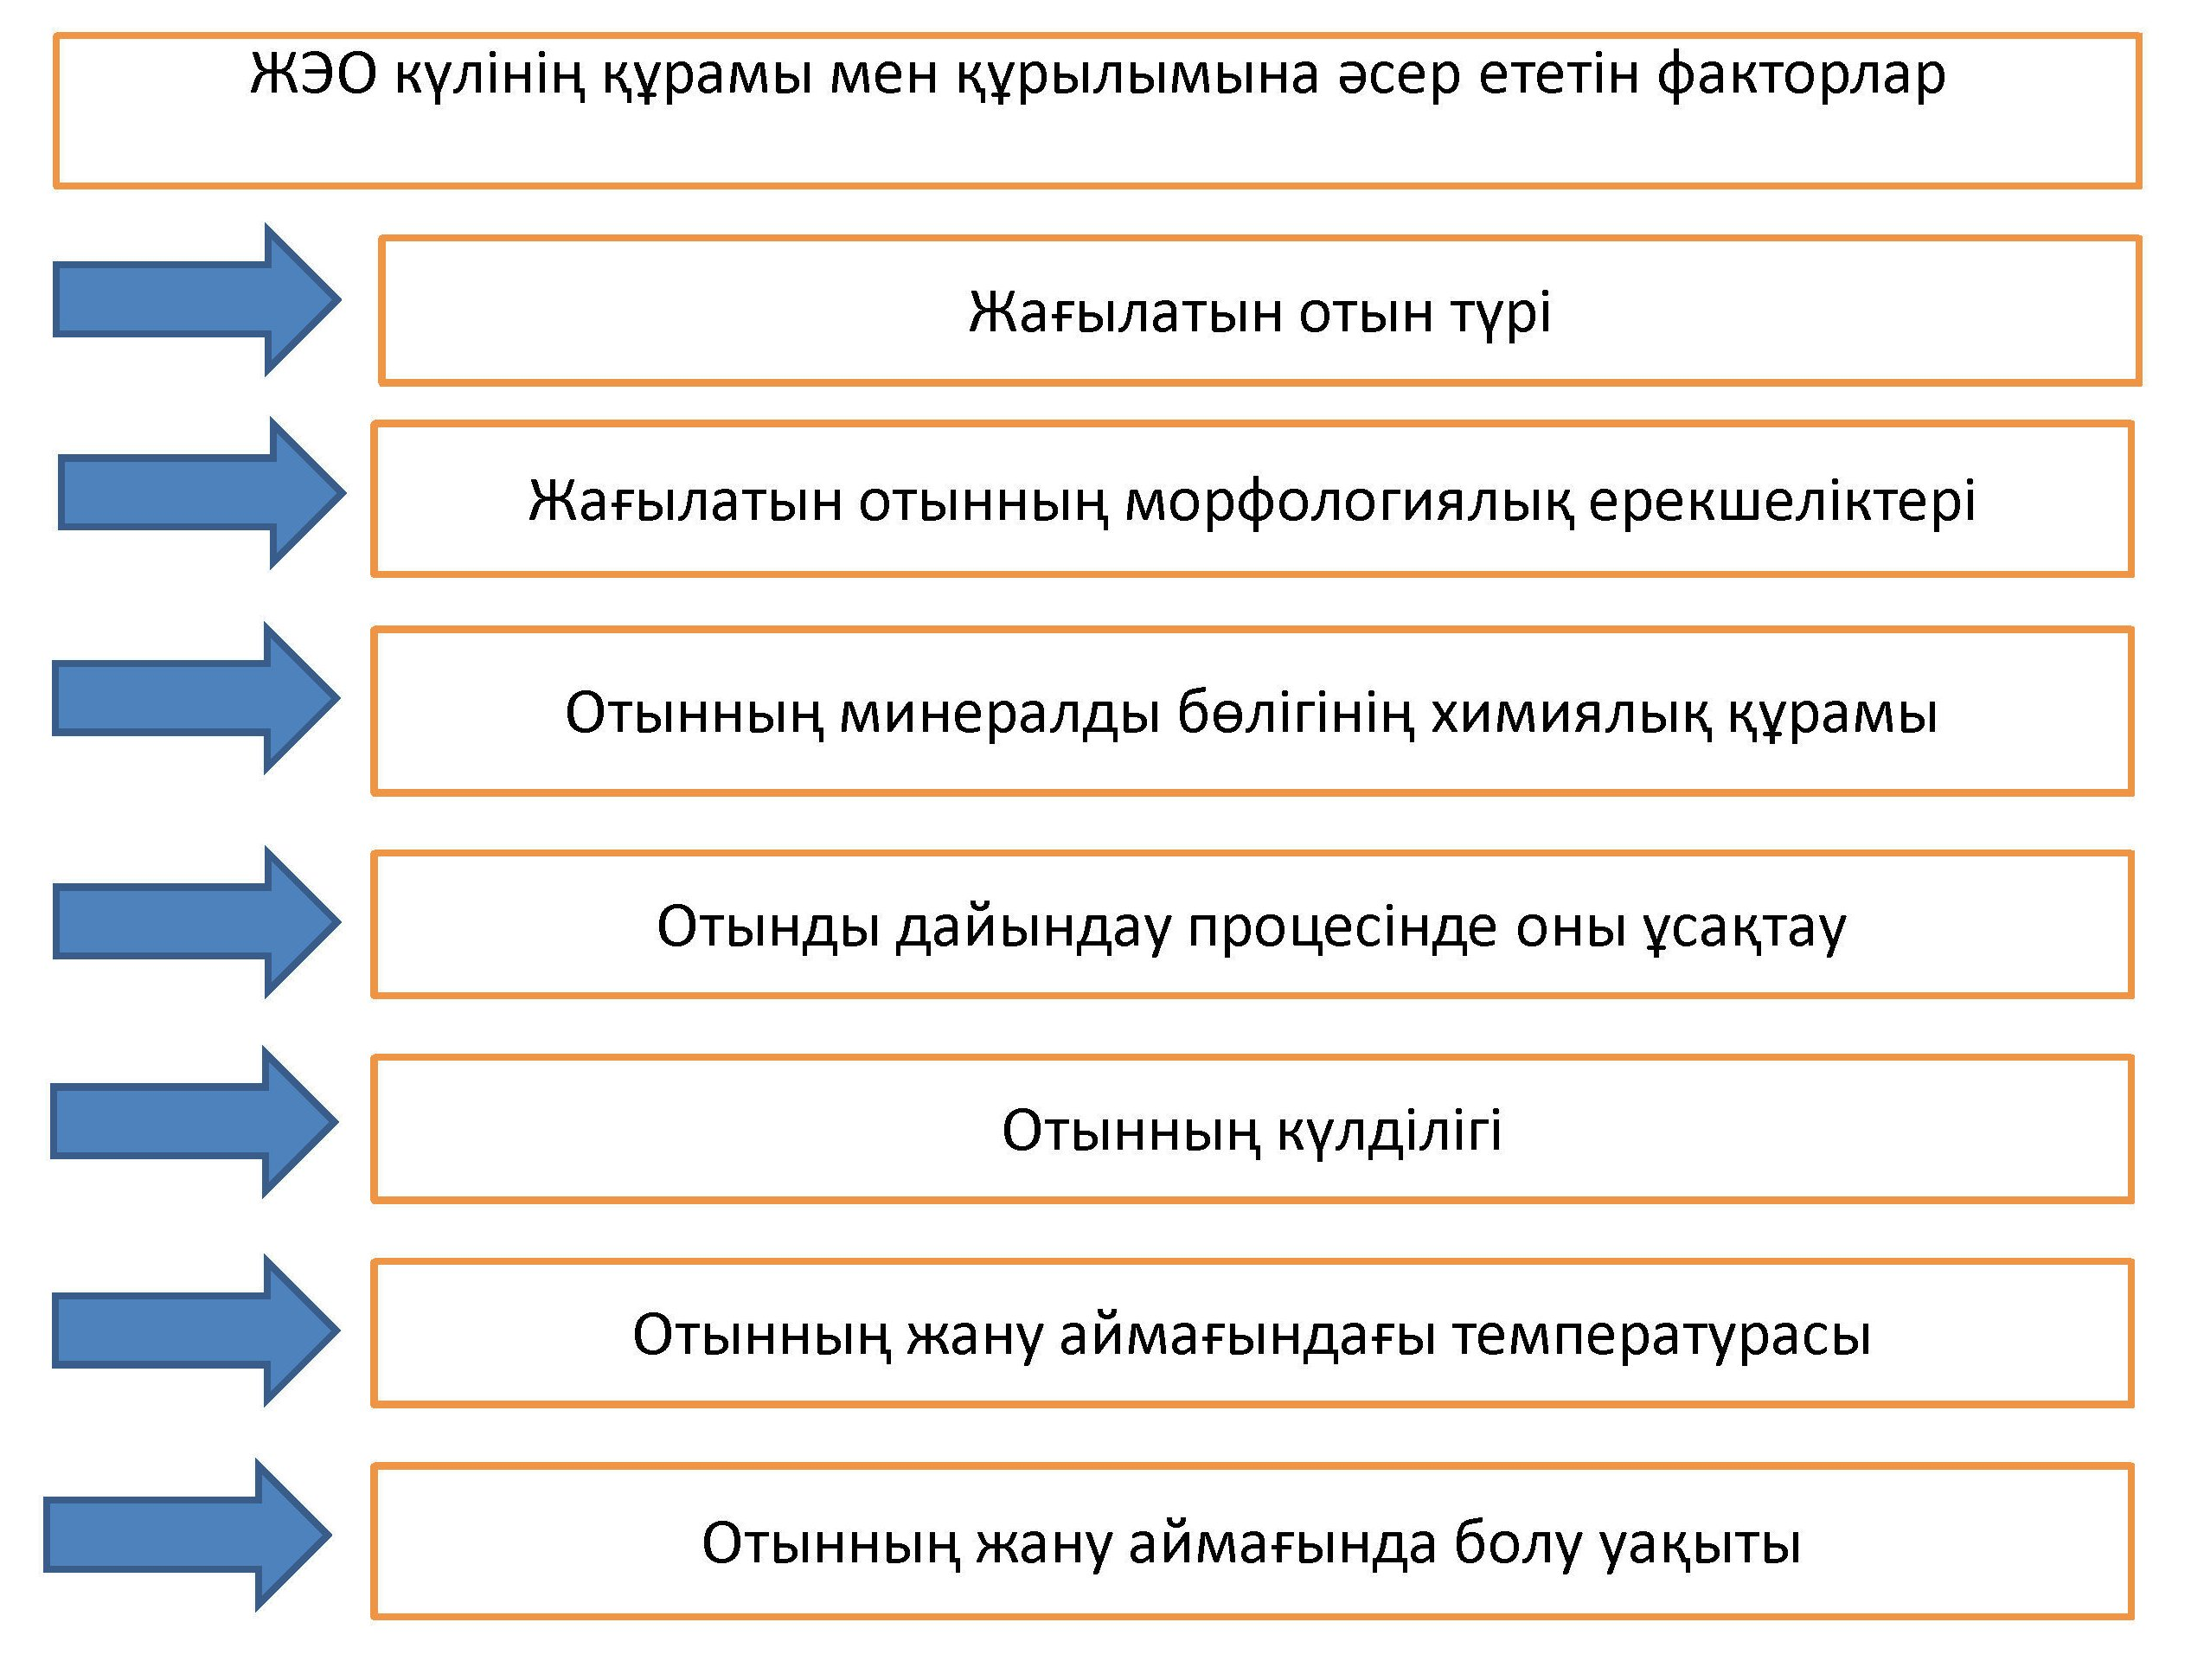 ЖЭО күлінің құрамы мен құрылымына әсер ететін факторлар
Жағылатын отын түрі
Жағылатын отынның морфологиялық ерекшеліктері
Отынның минералды бөлігінің химиялық құрамы
Отынды дайындау процесінде оны ұсақтау
Отынның күлділігі
Отынның жану аймағындағы температурасы
Отынның жану аймағында болу уақыты